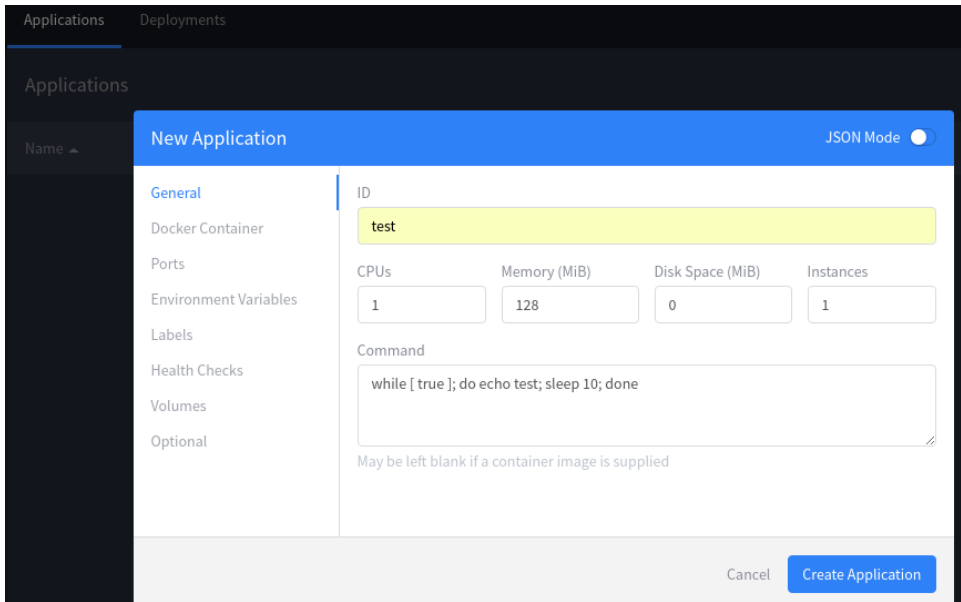 Applications Deployments
Applications
Name
New Application JSON Mode
General
Docker Container
Ports
Environment Variables
Labels
Health Checks
Volumes
Optional
ID
test
CPUs Memory (MiB) Disk Space (MiB) Instances
1 128 0 1
Command
while [ true ]; do echo test; sleep 10; done
May be left blank if a container image is supplied
Cancel Create Application